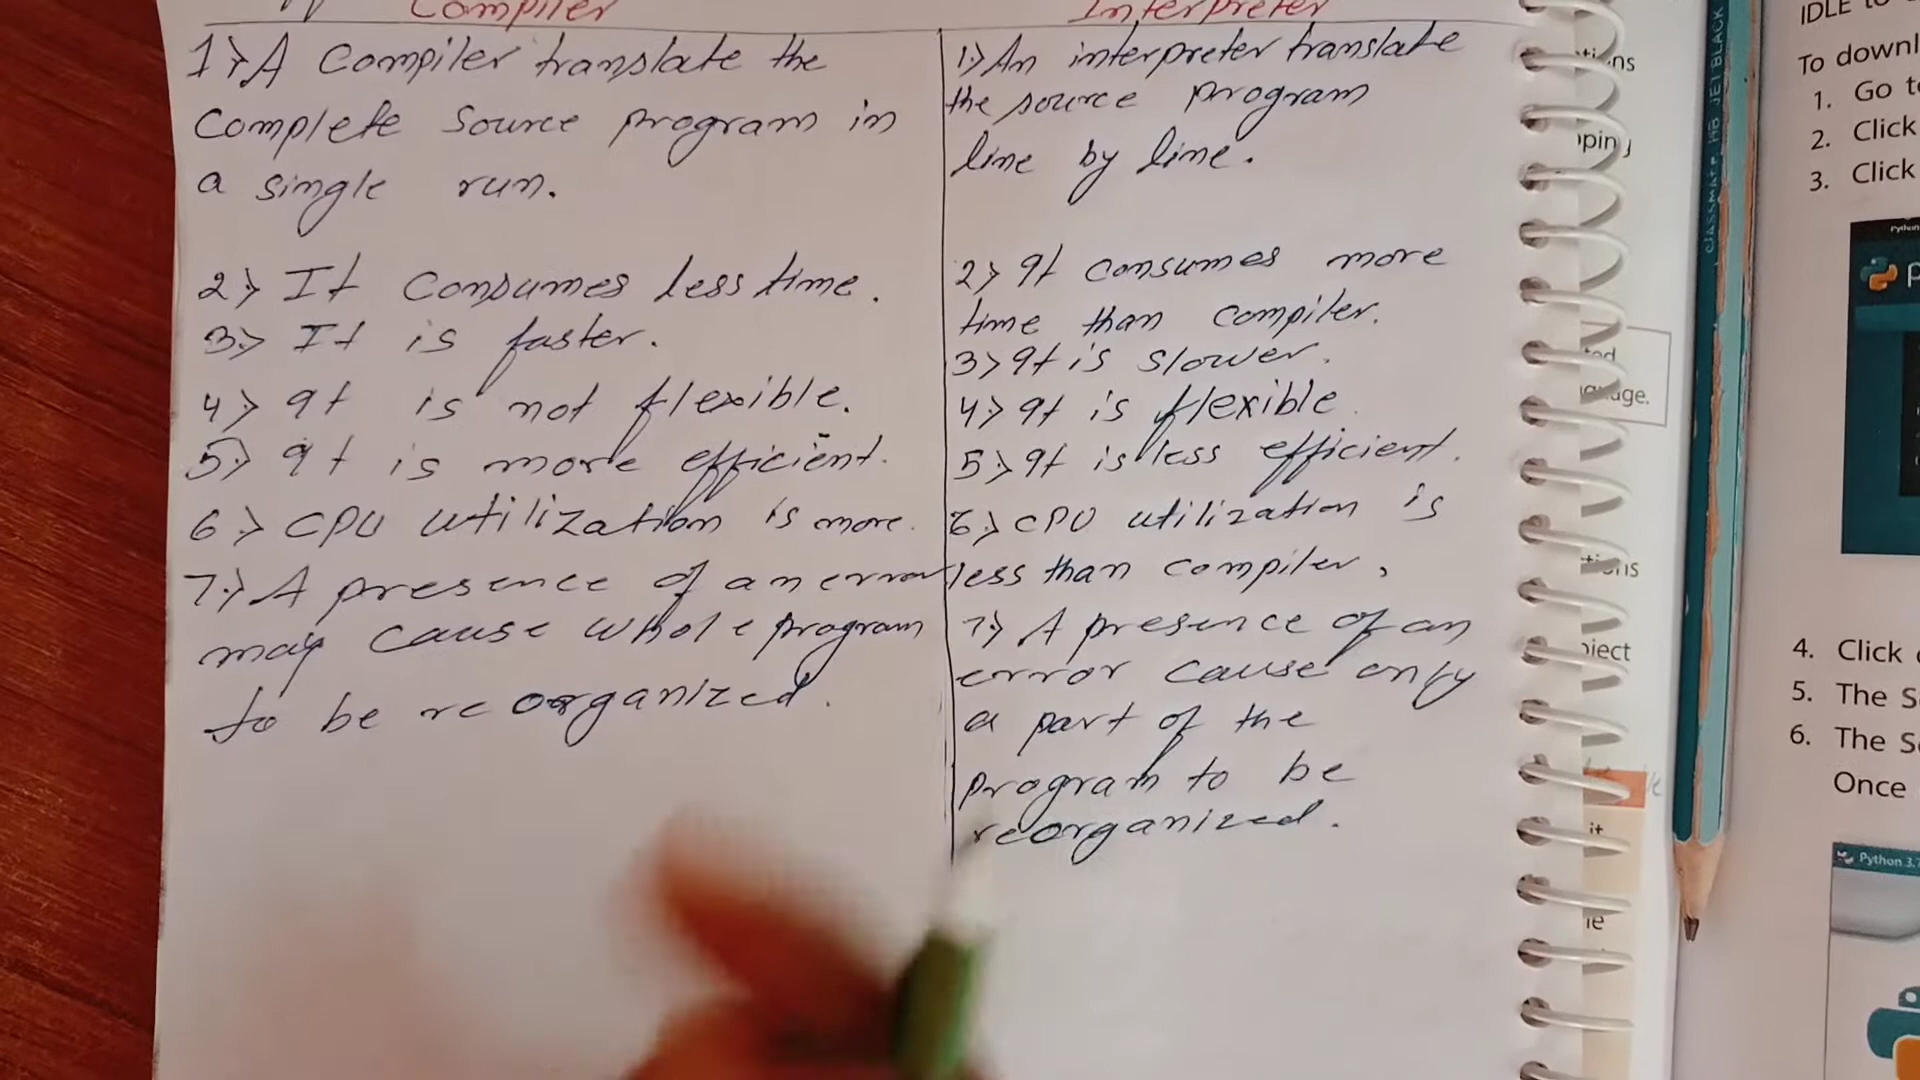 Compiler
1> A Compiler translate the
Complete Source program in
a single run.
2> It Consumes less time.
3> It is faster.
4> It is not flexible.
5> It is more efficient.
6> CPU utilization is more.
7> A presence of an error
may cause whole program
to be reorganized.
Interpreter
1> An interpreter translate
the source program
line by line.
2> It consumes more
time than compiler.
3> It is slower.
4> It is flexible.
5> It is less efficient.
6> CPU utilization is
less than compiler.
7> A presence of an
error cause only
a part of the
program to be
reorganized.
CLASSMATE HB JET BLACK
IDLE to
To downl
1. Go to
2. Click
3. Click
4. Click
5. The S
6. The Se
Once
Python 3.7